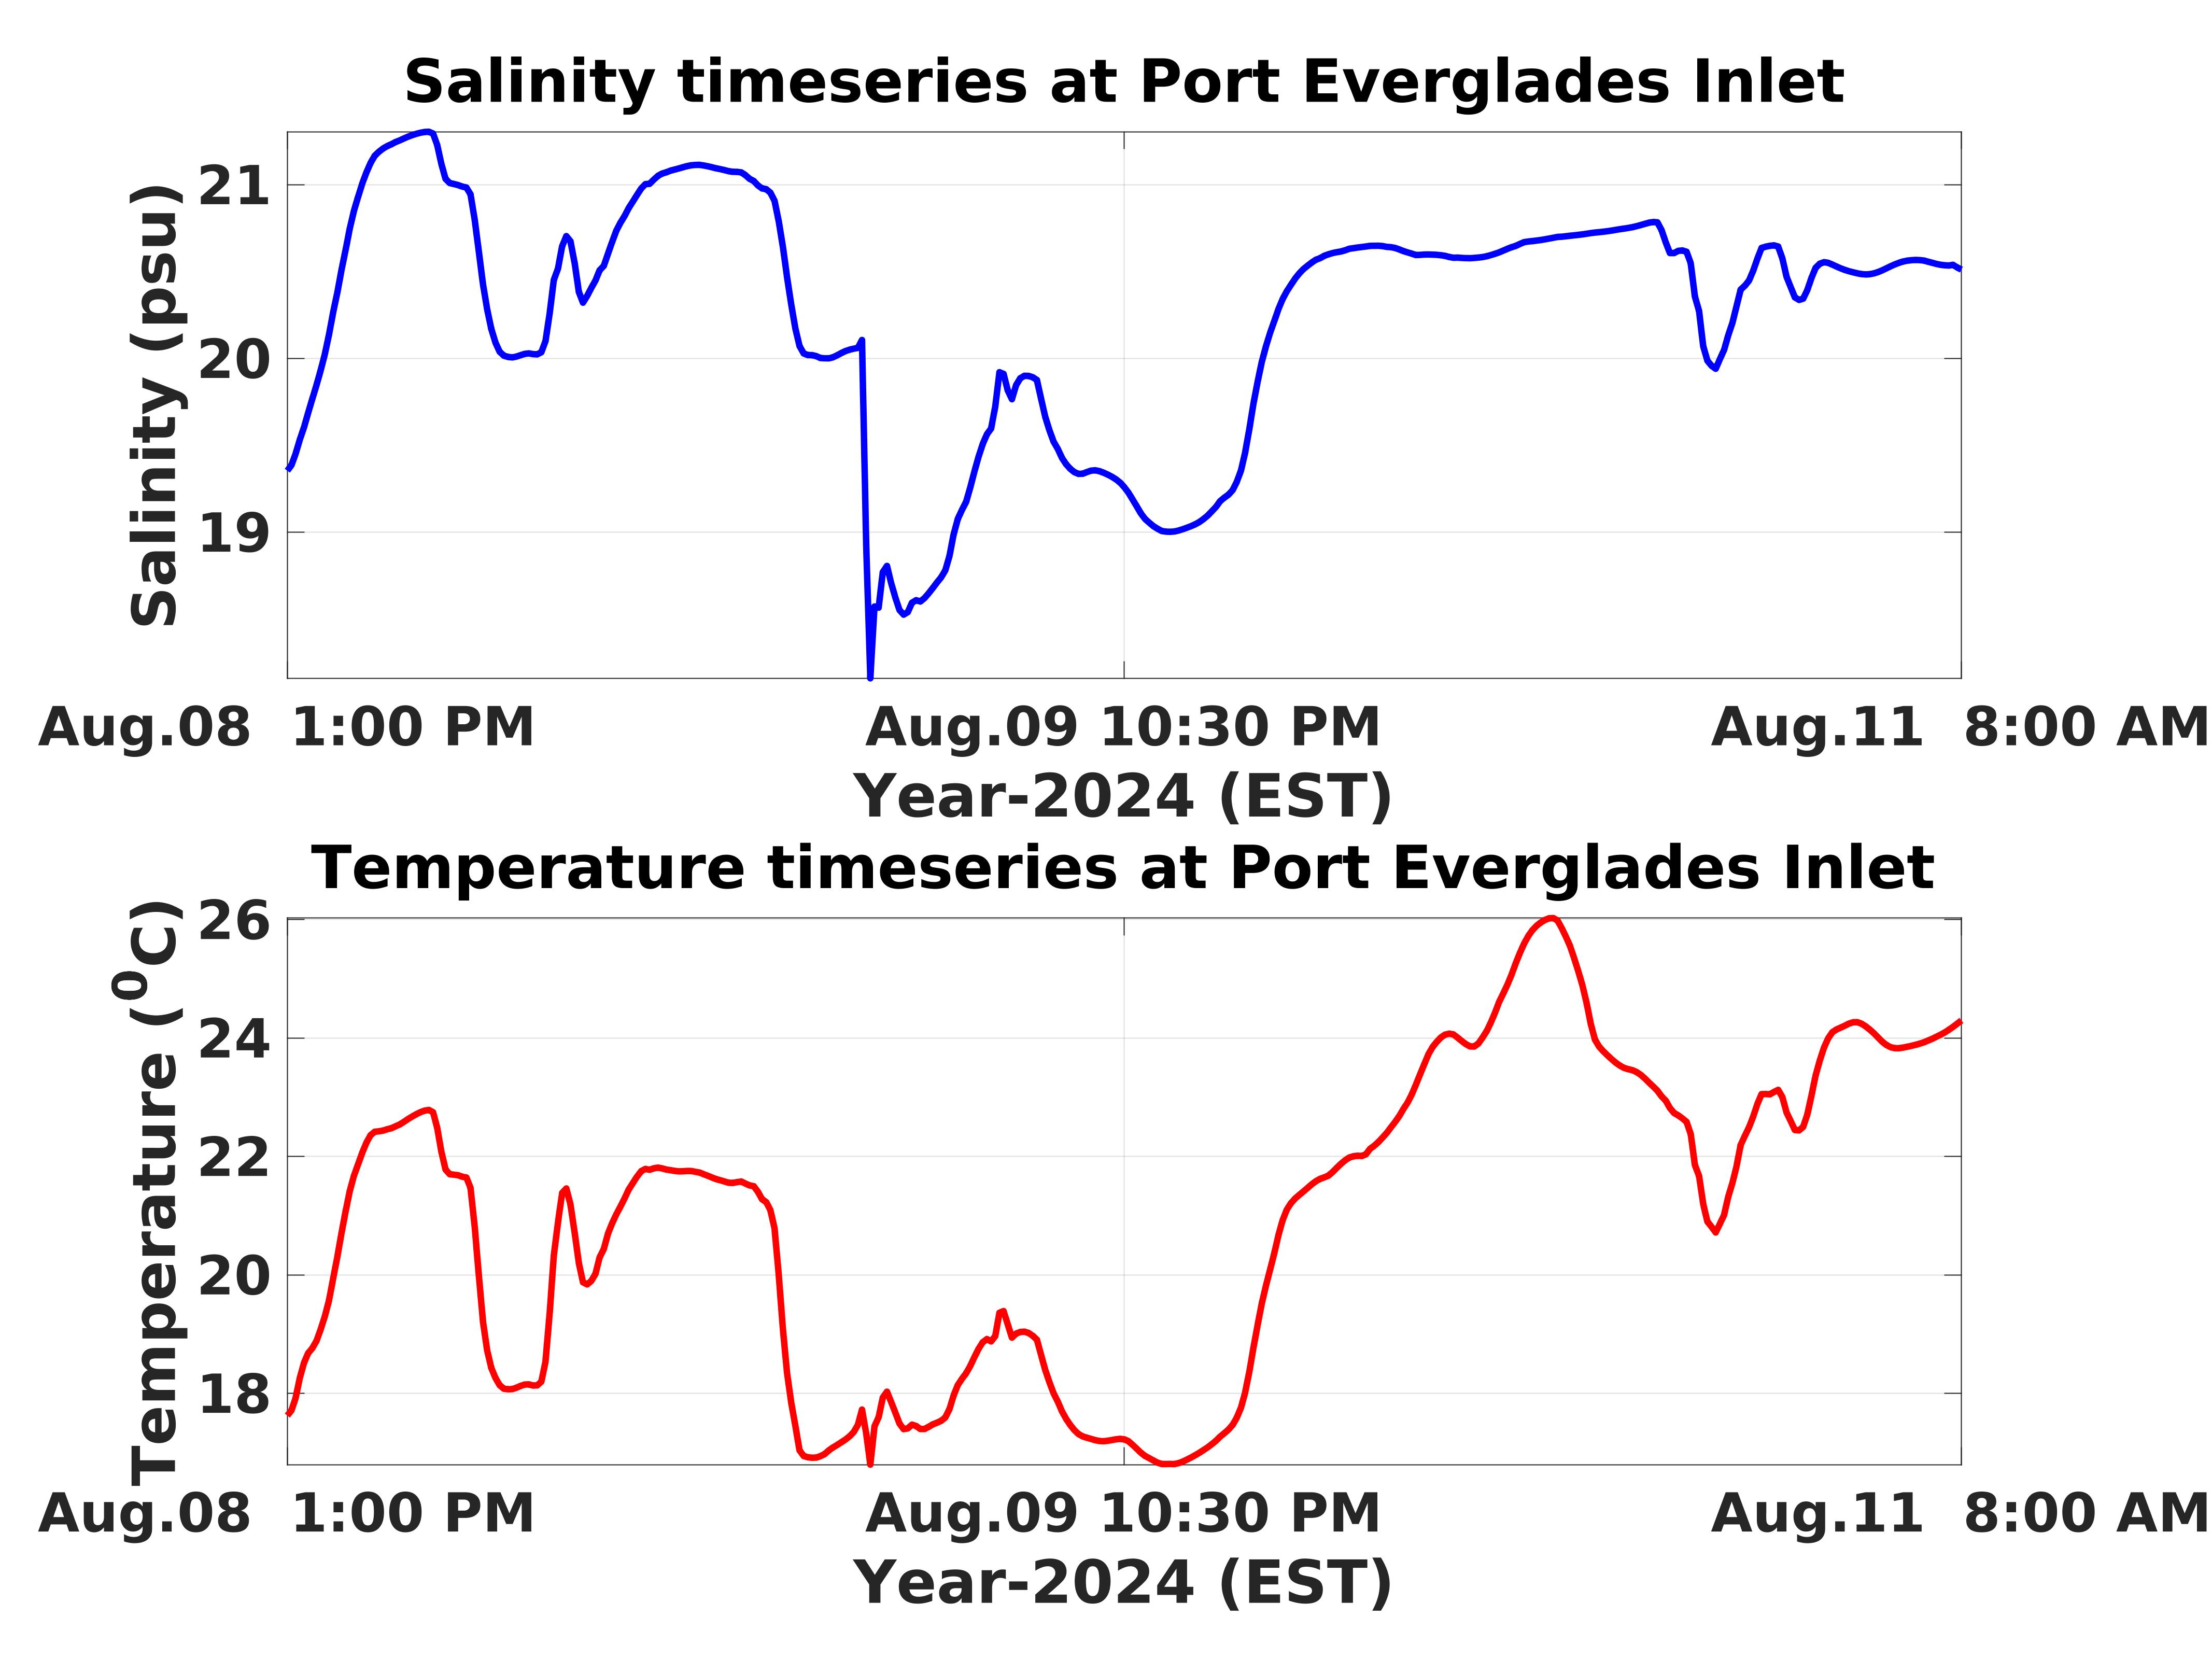 Salinity timeseries at Port Everglades Inlet
Salinity (psu)
21
20
19
Aug.08  1:00 PM
Aug.09 10:30 PM
Aug.11  8:00 AM
Year-2024 (EST)
Temperature timeseries at Port Everglades Inlet
Temperature (⁰C)
26
24
22
20
18
Aug.08  1:00 PM
Aug.09 10:30 PM
Aug.11  8:00 AM
Year-2024 (EST)